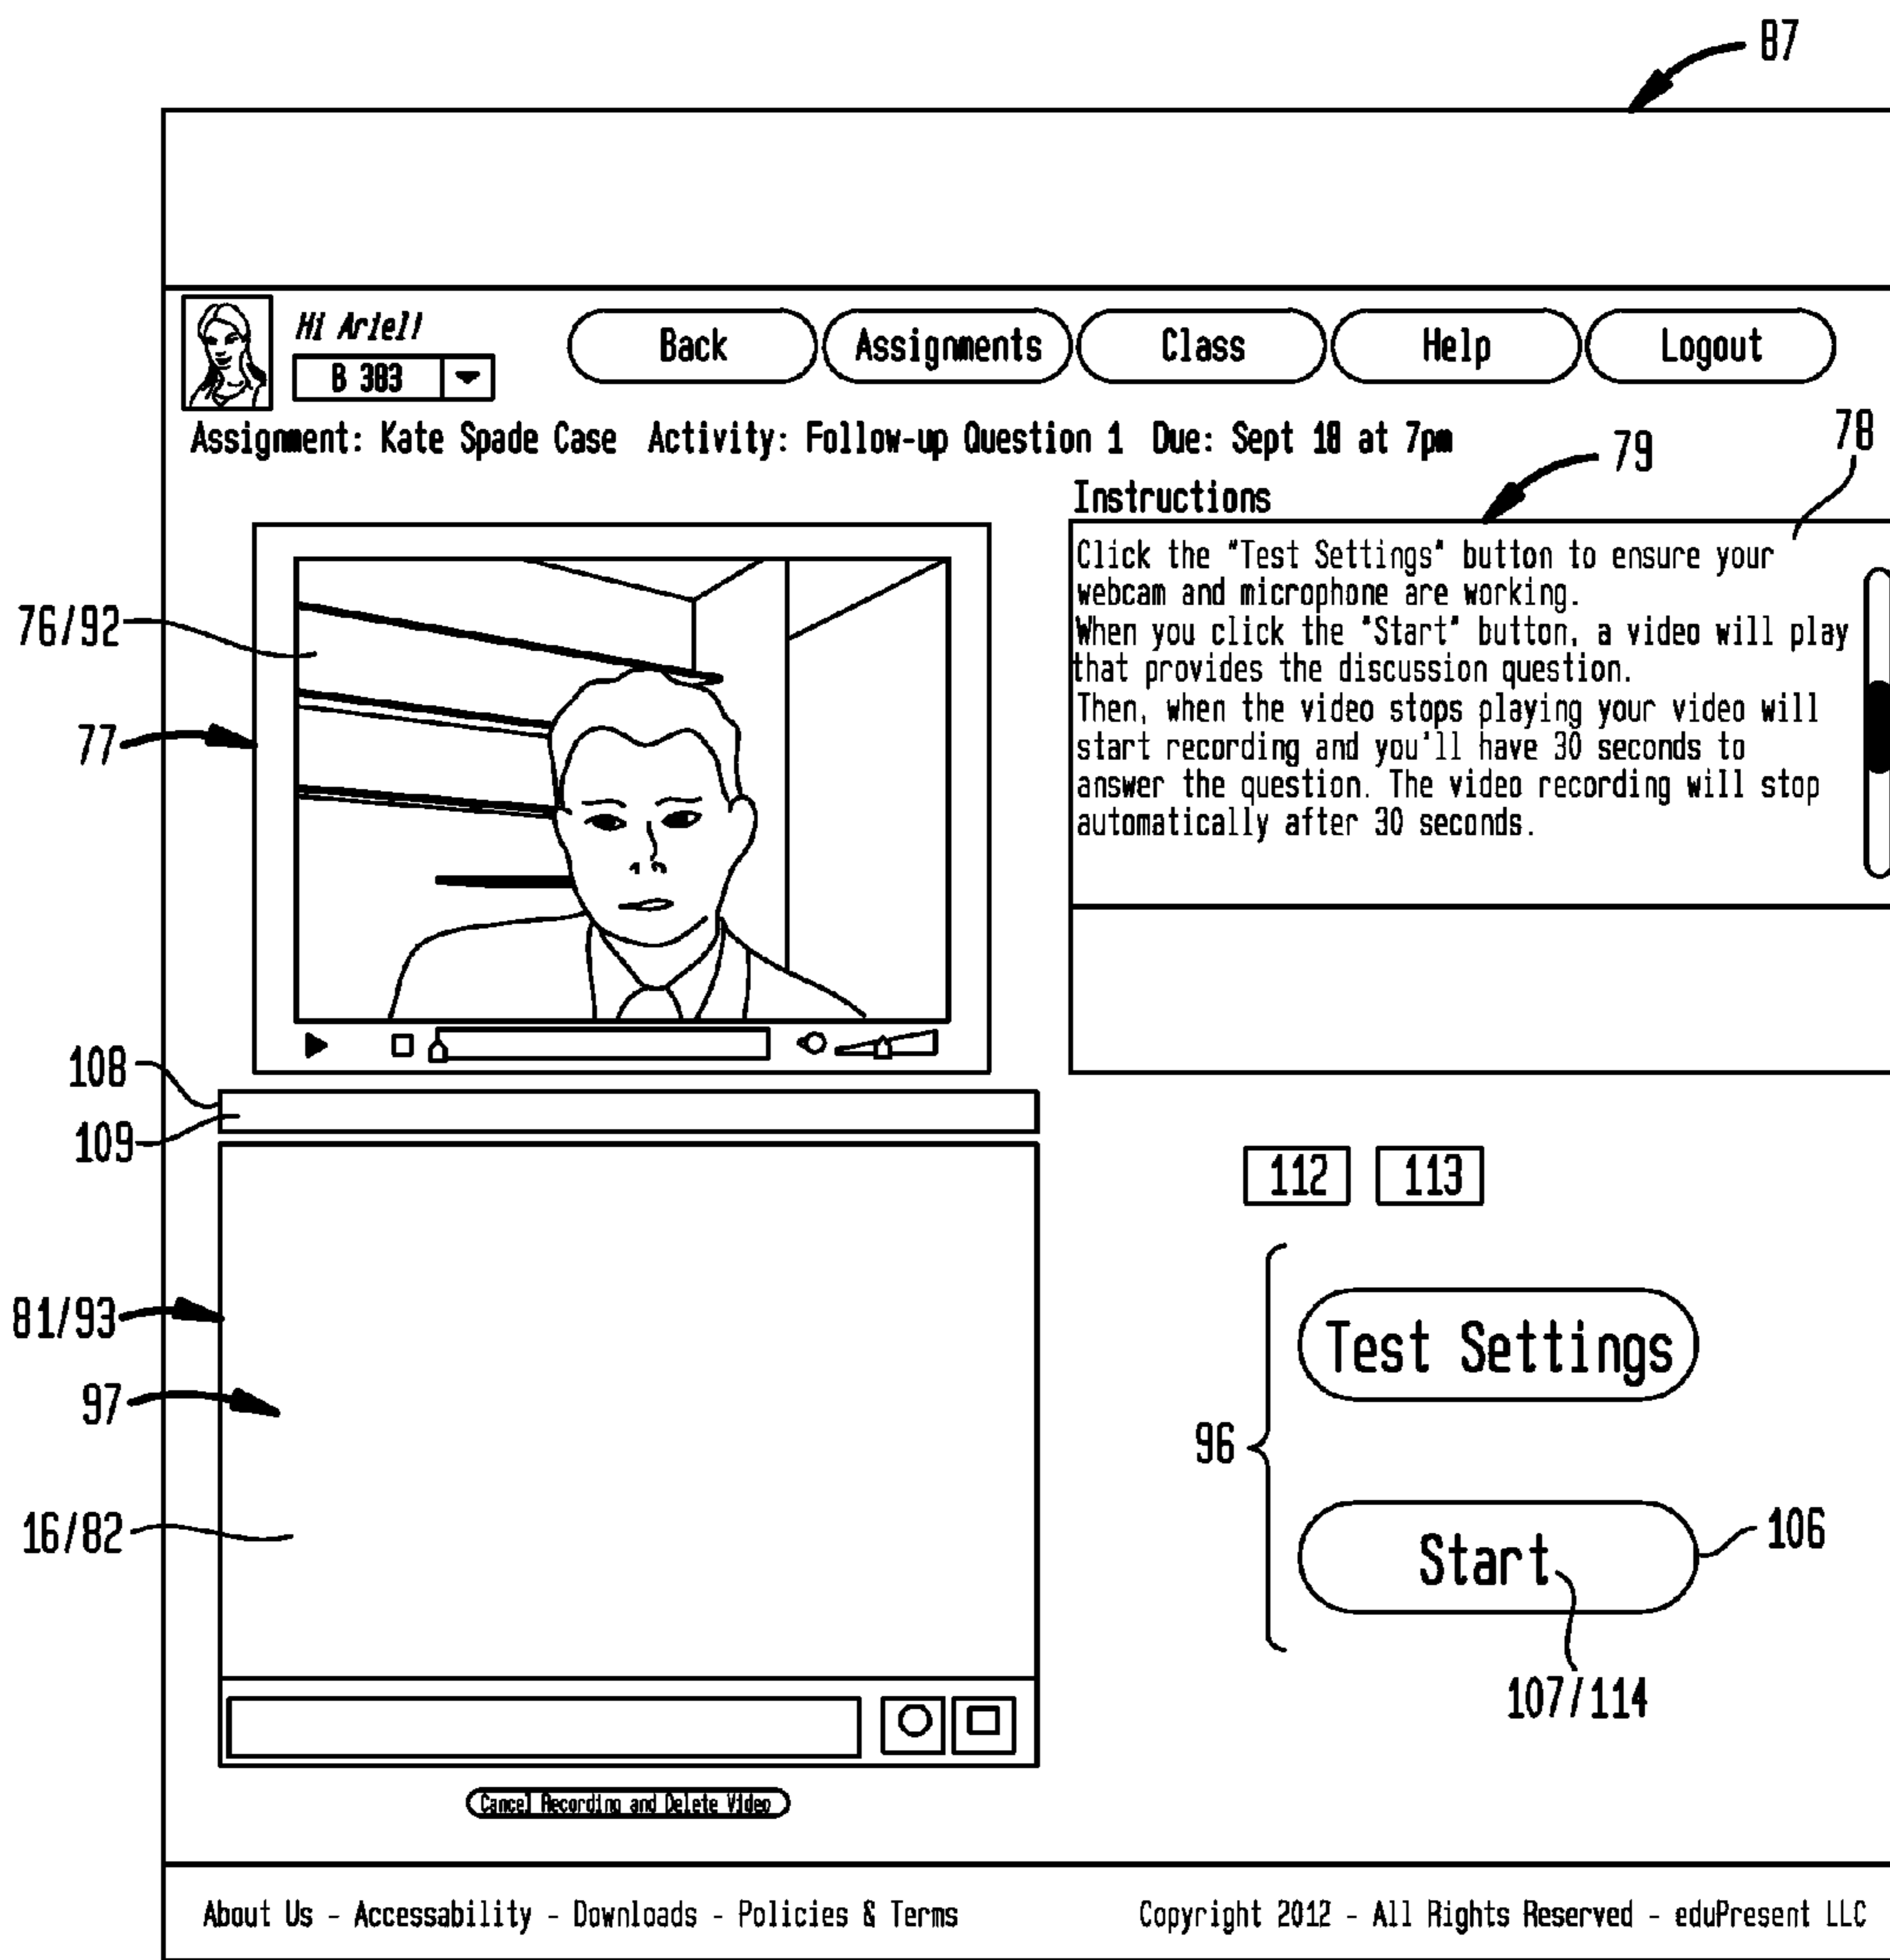 87
Hi Ariel!
B 383
Back Assignments Class Help Logout
Assignment: Kate Spade Case Activity: Follow-up Question 1 Due: Sept 18 at 7pm
78
79
Instructions
Click the "Test Settings" button to ensure your
webcam and microphone are working.
When you click the "Start" button, a video will play
that provides the discussion question.
Then, when the video stops playing your video will
start recording and you'll have 30 seconds to
answer the question. The video recording will stop
automatically after 30 seconds.
76/92
77
108
109
112 113
81/93
97
16/82
Test Settings
96
Start
106
107/114
Cancel Recording and Delete Video
About Us - Accessability - Downloads - Policies & Terms
Copyright 2012 - All Rights Reserved - eduPresent LLC